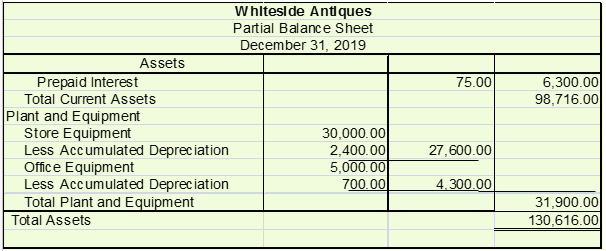 Whiteside Antiques
Partial Balance Sheet
December 31, 2019
Assets
Prepaid Interest 75.00 6,300.00
Total Current Assets 98,716.00
Plant and Equipment
Store Equipment 30,000.00
Less Accumulated Depreciation 2,400.00 27,600.00
Office Equipment 5,000.00
Less Accumulated Depreciation 700.00 4,300.00
Total Plant and Equipment 31,900.00
Total Assets 130,616.00